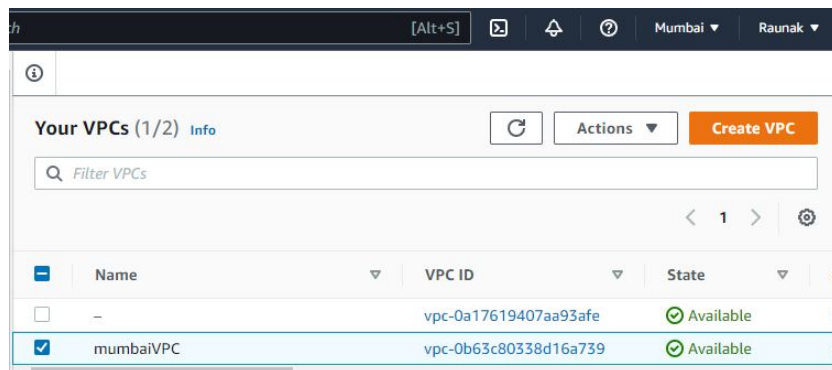 h [Alt+S] Mumbai ▼ Raunak ▼
Your VPCs (1/2) Info Actions ▼ Create VPC
Filter VPCs
1
Name VPC ID State
– vpc-0a17619407aa93afe Available
mumbaiVPC vpc-0b63c80338d16a739 Available